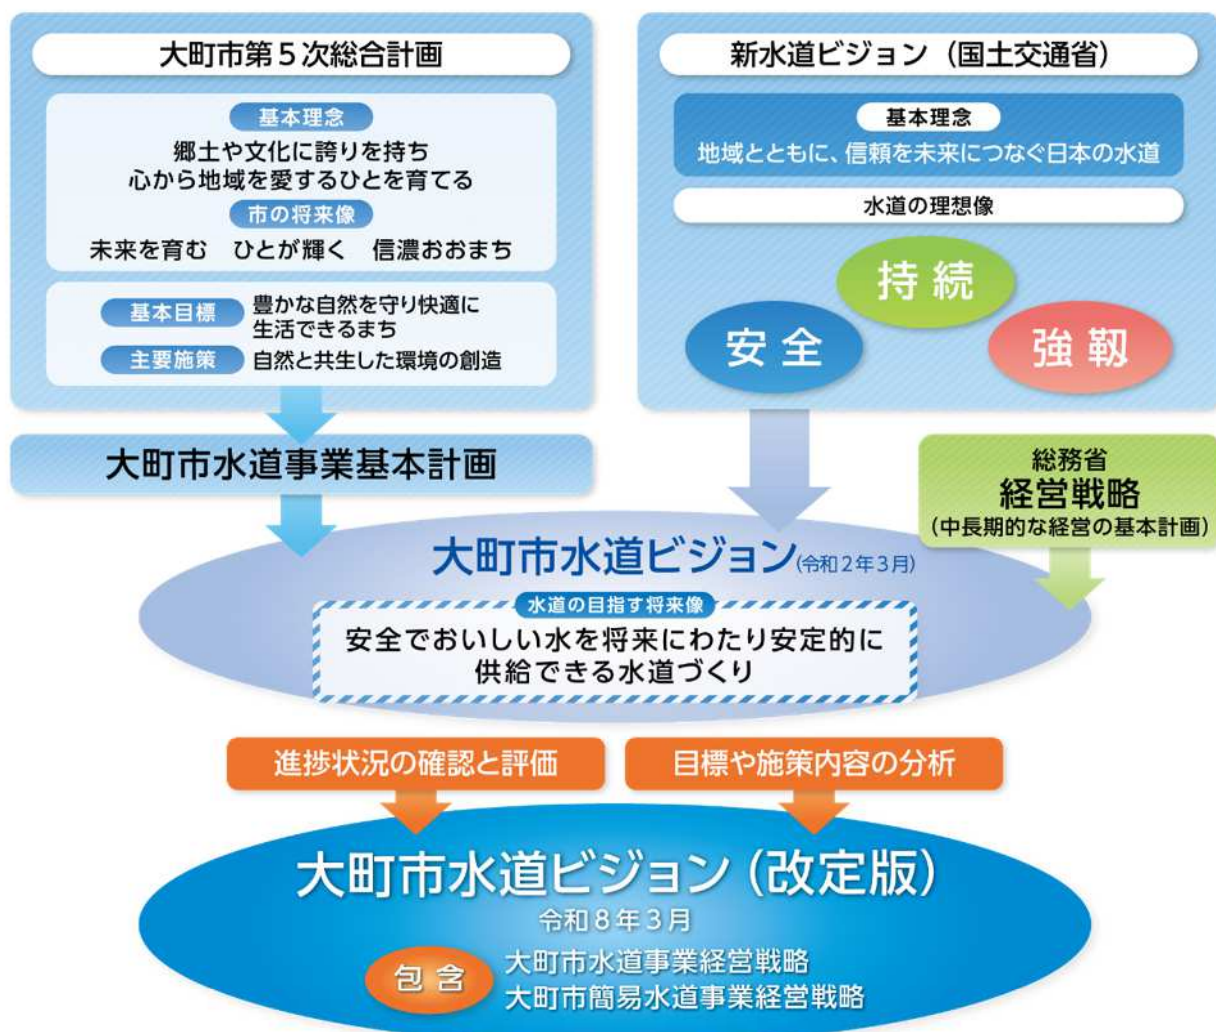 大町市第5次総合計画
基本理念
郷土や文化に誇りを持ち
心から地域を愛するひとを育てる
市の将来像
未来を育む　ひとが輝く　信濃おおまち
基本目標
豊かな自然を守り快適に
生活できるまち
主要施策
自然と共生した環境の創造
新水道ビジョン（国土交通省）
基本理念
地域とともに、信頼を未来につなぐ日本の水道
水道の理想像
持続
安全
強靱
大町市水道事業基本計画
総務省
経営戦略
（中長期的な経営の基本計画）
大町市水道ビジョン(令和2年3月)
水道の目指す将来像
安全でおいしい水を将来にわたり安定的に
供給できる水道づくり
進捗状況の確認と評価
目標や施策内容の分析
大町市水道ビジョン（改定版）
令和8年3月
包含
大町市水道事業経営戦略
大町市簡易水道事業経営戦略